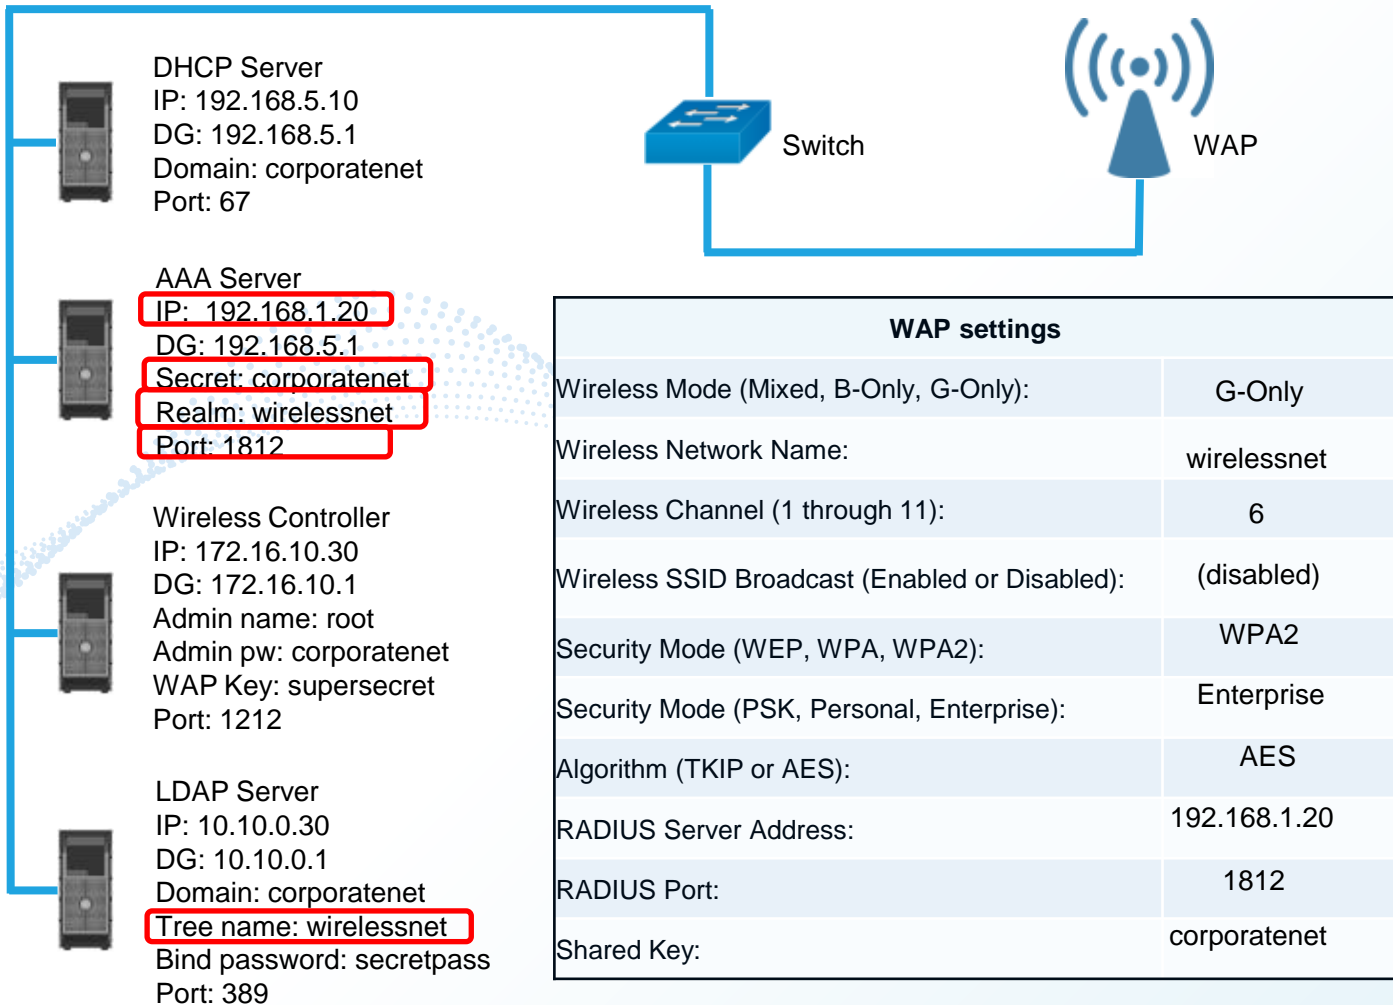 DHCP Server
IP: 192.168.5.10
DG: 192.168.5.1
Domain: corporatenet
Port: 67
Switch
WAP
AAA Server
IP: 192.168.1.20
DG: 192.168.5.1
Secret: corporatenet
Realm: wirelessnet
Port: 1812
Wireless Controller
IP: 172.16.10.30
DG: 172.16.10.1
Admin name: root
Admin pw: corporatenet
WAP Key: supersecret
Port: 1212
LDAP Server
IP: 10.10.0.30
DG: 10.10.0.1
Domain: corporatenet
Tree name: wirelessnet
Bind password: secretpass
Port: 389
WAP settings
Wireless Mode (Mixed, B-Only, G-Only): G-Only
Wireless Network Name: wirelessnet
Wireless Channel (1 through 11): 6
Wireless SSID Broadcast (Enabled or Disabled): (disabled)
Security Mode (WEP, WPA, WPA2): WPA2
Security Mode (PSK, Personal, Enterprise): Enterprise
Algorithm (TKIP or AES): AES
RADIUS Server Address: 192.168.1.20
RADIUS Port: 1812
Shared Key: corporatenet